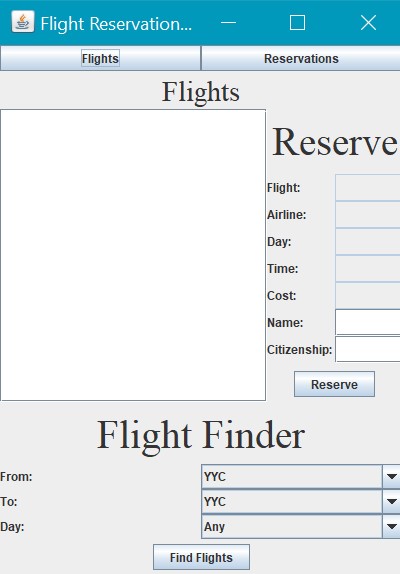 Flight Reservation...
Flights Reservations
Flights
Reserve
Flight:
Airline:
Day:
Time:
Cost:
Name:
Citizenship:
Reserve
Flight Finder
From: YYC
To: YYC
Day: Any
Find Flights